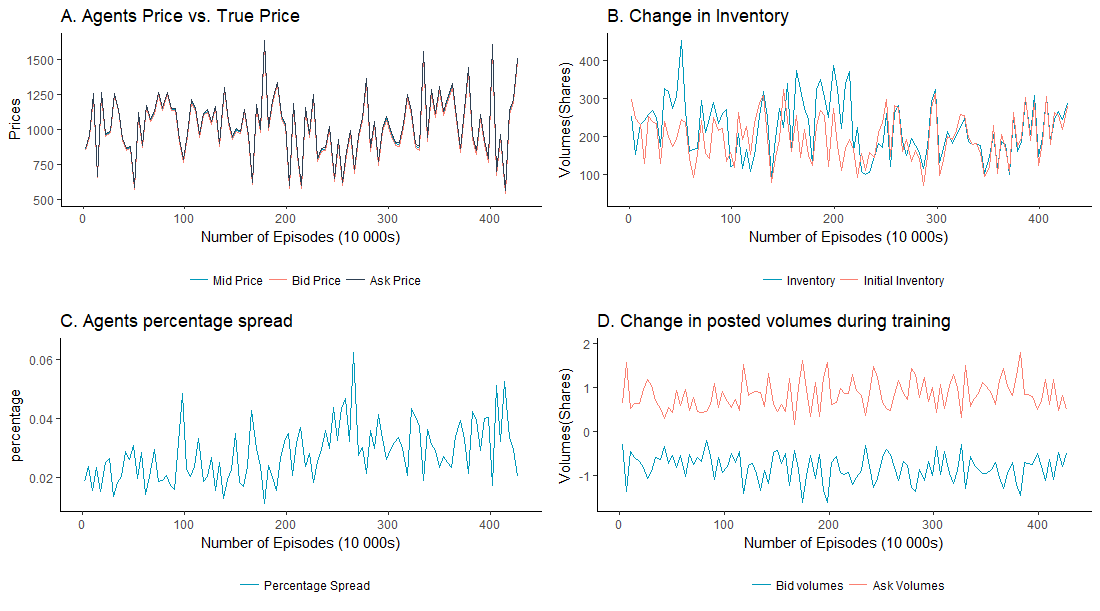 A. Agents Price vs. True Price
Prices
1500
1250
1000
750
500
0 100 200 300 400
Number of Episodes (10 000s)
Mid Price Bid Price Ask Price
B. Change in Inventory
Volumes(Shares)
400
300
200
100
0 100 200 300 400
Number of Episodes (10 000s)
Inventory Initial Inventory
C. Agents percentage spread
percentage
0.06
0.04
0.02
0 100 200 300 400
Number of Episodes (10 000s)
Percentage Spread
D. Change in posted volumes during training
Volumes(Shares)
2
1
0
-1
0 100 200 300 400
Number of Episodes (10 000s)
Bid volumes Ask Volumes